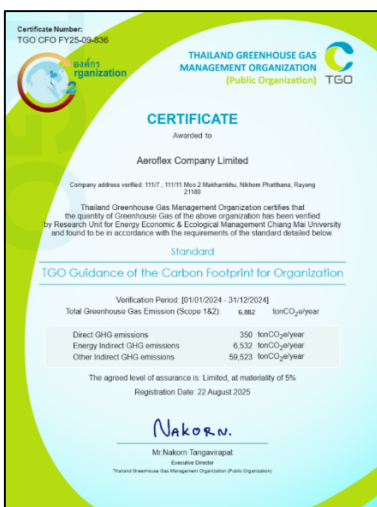 Certificate Number:
TGO CFO FY25-09-836
องค์กร
rganization
2
THAILAND GREENHOUSE GAS
MANAGEMENT ORGANIZATION
(Public Organization)
TGO
CERTIFICATE
Awarded to
Aeroflex Company Limited
Company address verified: 111/7 , 111/11 Moo 2 Makhamkhu, Nikhom Phatthana, Rayong
21180
Thailand Greenhouse Gas Management Organization certifies that
the quantity of Greenhouse Gas of the above organization has been verified
by Research Unit for Energy Economic & Ecological Management Chiang Mai University
and found to be in accordance with the requirements of the standard detailed below.
Standard
TGO Guidance of the Carbon Footprint for Organization
Verification Period: [01/01/2024 - 31/12/2024]
Total Greenhouse Gas Emission (Scope 1&2): 6,882 tonCO2e/year
Direct GHG emissions 350 tonCO2e/year
Energy Indirect GHG emissions 6,532 tonCO2e/year
Other Indirect GHG emissions 59,523 tonCO2e/year
The agreed level of assurance is: Limited, at materiality of 5%
Registration Date: 22 August 2025
NAKORN.
Mr.Nakorn Tangavirapat
Executive Director
Thailand Greenhouse Gas Management Organization (Public Organization)